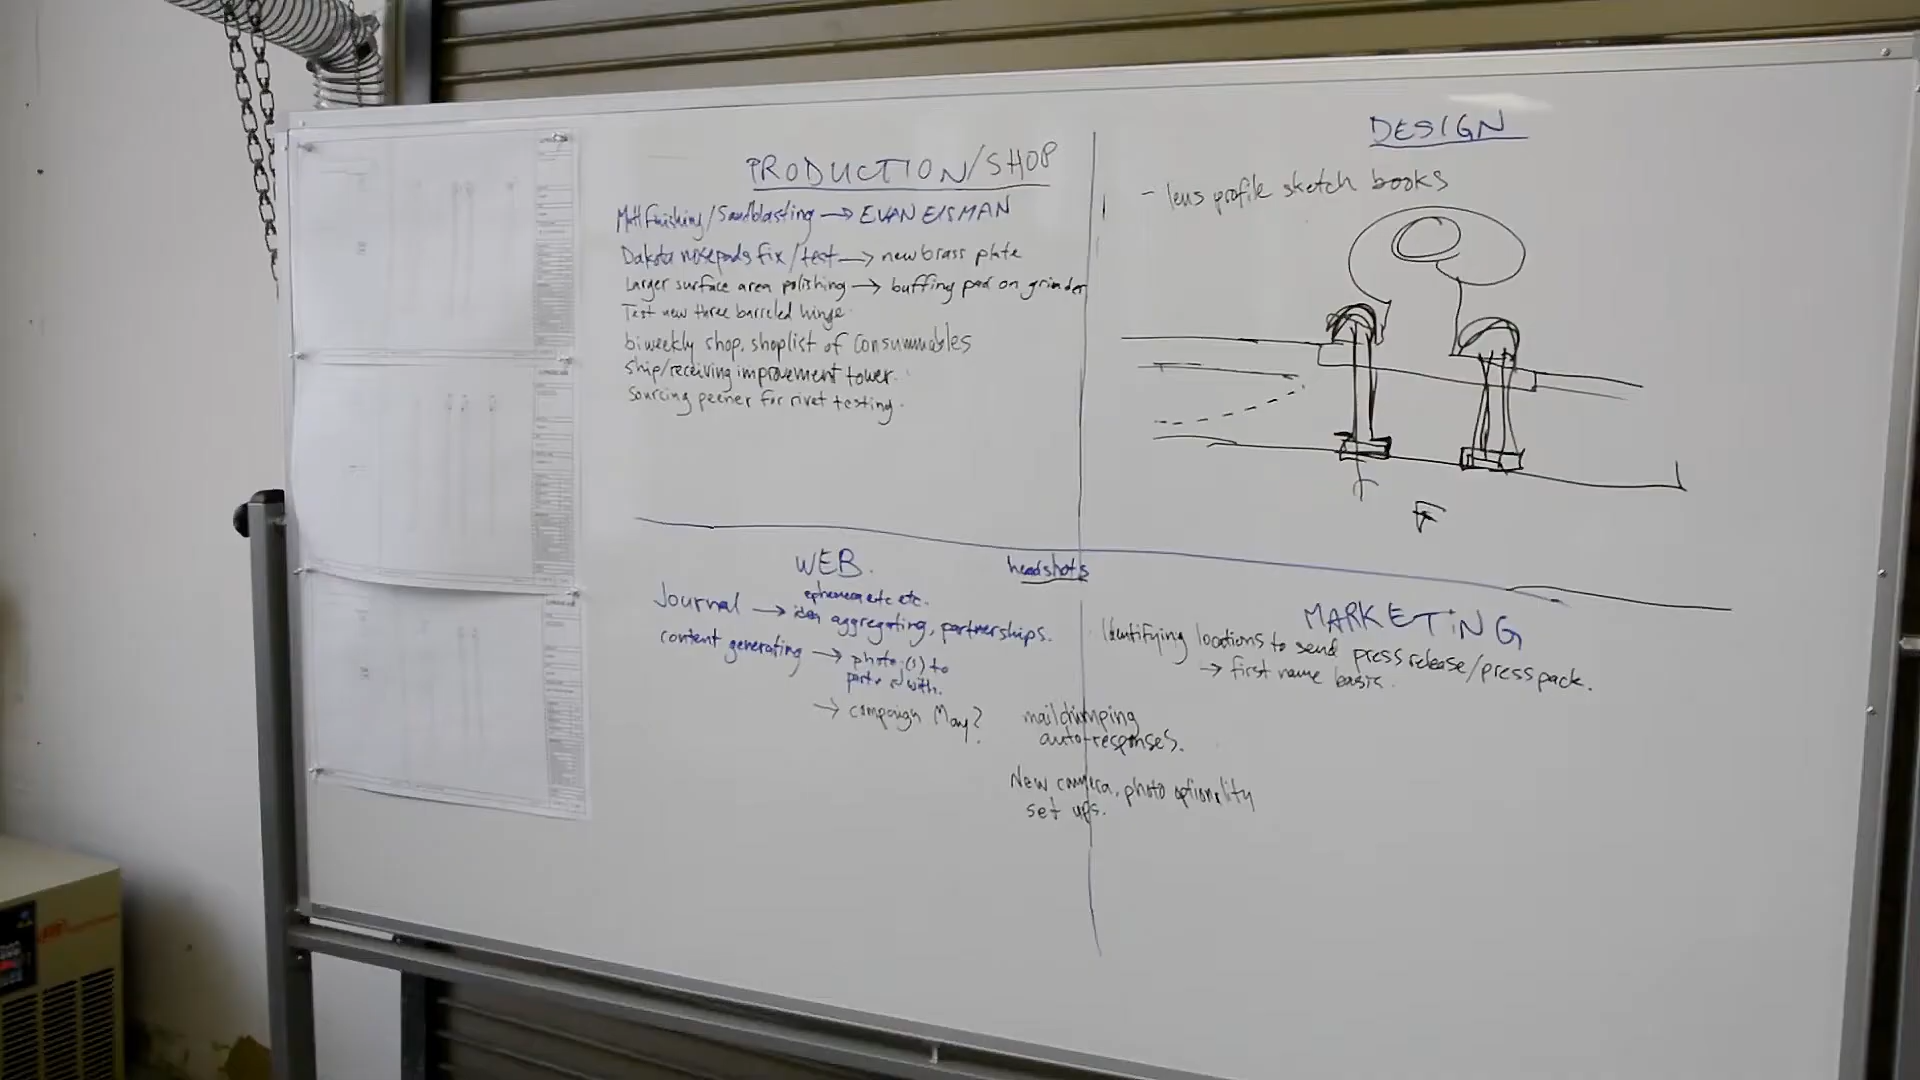 PRODUCTION/SHOP
Matt finishing/Sandblasting → EVAN EISMAN
Dakota nosepads fix/test → new brass plate
Larger surface area polishing → buffing pad on grinder
Test new three barreled hinge
biweekly shop, shoplist of consummables
ship/receiving improvement tower.
sourcing peener for rivet testing.
DESIGN
- lens profile sketch books
WEB.
headshots
ephemera etc etc.
Journal → idea aggregating, partnerships.
content generating → photo(s) to
with.
→ campaign May?
MARKETING
Identifying locations to send press release/press pack.
→ first name basis.
mailchimping
auto-responses.
New camera, photo optionality
set ups.